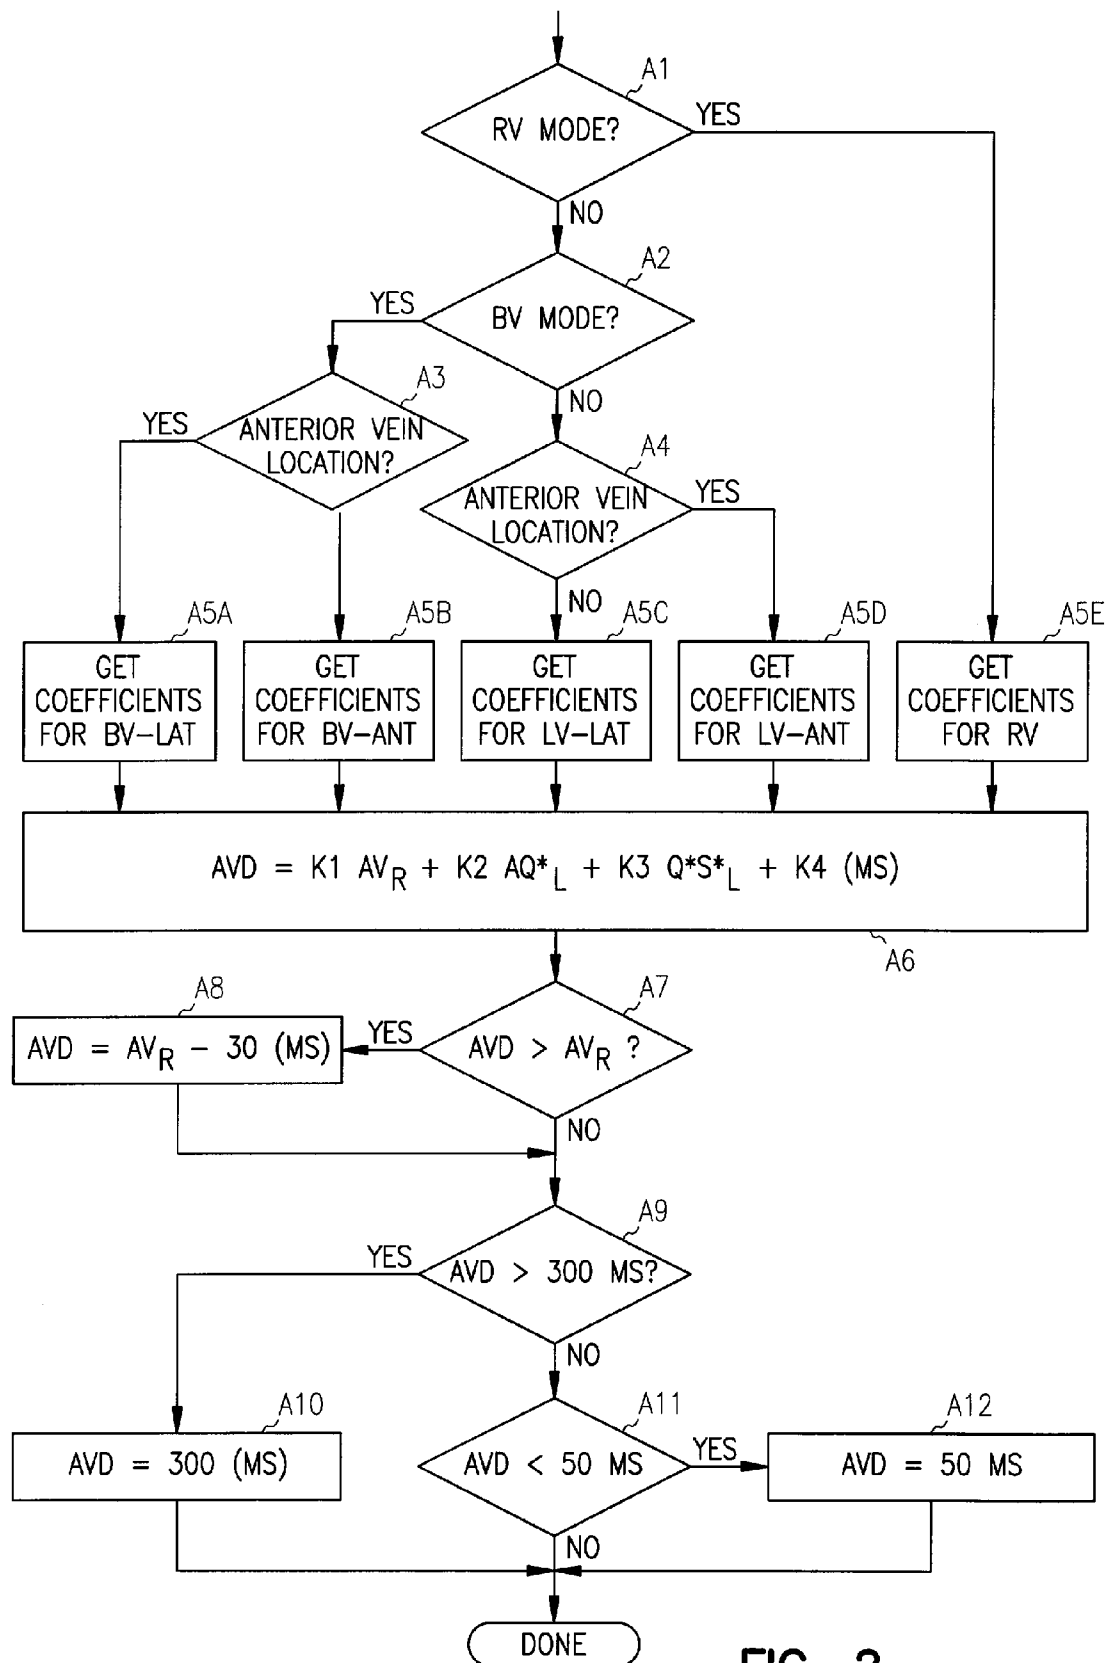 A1
RV MODE?
YES
NO
A2
YES
BV MODE?
NO
A3
YES
ANTERIOR VEIN
LOCATION?
A4
ANTERIOR VEIN
LOCATION?
YES
NO
A5A
GET
COEFFICIENTS
FOR BV-LAT
A5B
GET
COEFFICIENTS
FOR BV-ANT
A5C
GET
COEFFICIENTS
FOR LV-LAT
A5D
GET
COEFFICIENTS
FOR LV-ANT
A5E
GET
COEFFICIENTS
FOR RV
AVD = K1 AV_R + K2 AQ*_L + K3 Q*S*_L + K4 (MS)
A6
A8
AVD = AV_R - 30 (MS)
YES
A7
AVD > AV_R ?
NO
A9
YES
AVD > 300 MS?
NO
A10
AVD = 300 (MS)
A11
AVD < 50 MS
YES
A12
AVD = 50 MS
NO
DONE